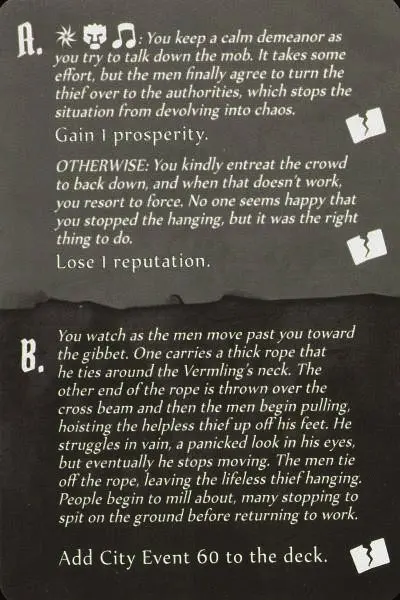 A.
: You keep a calm demeanor as
you try to talk down the mob. It takes some
effort, but the men finally agree to turn the
thief over to the authorities, which stops the
situation from devolving into chaos.
Gain 1 prosperity.
OTHERWISE: You kindly entreat the crowd
to back down, and when that doesn't work,
you resort to force. No one seems happy that
you stopped the hanging, but it was the right
thing to do.
Lose 1 reputation.
B.
You watch as the men move past you toward
the gibbet. One carries a thick rope that
he ties around the Vermling's neck. The
other end of the rope is thrown over the
cross beam and then the men begin pulling,
hoisting the helpless thief up off his feet. He
struggles in vain, a panicked look in his eyes,
but eventually he stops moving. The men tie
off the rope, leaving the lifeless thief hanging.
People begin to mill about, many stopping to
spit on the ground before returning to work.
Add City Event 60 to the deck.